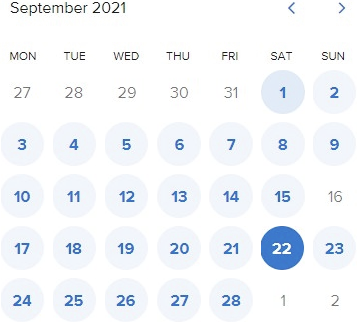 September 2021
MON TUE WED THU FRI SAT SUN
27 28 29 30 31 1 2
3 4 5 6 7 8 9
10 11 12 13 14 15 16
17 18 19 20 21 22 23
24 25 26 27 28 1 2